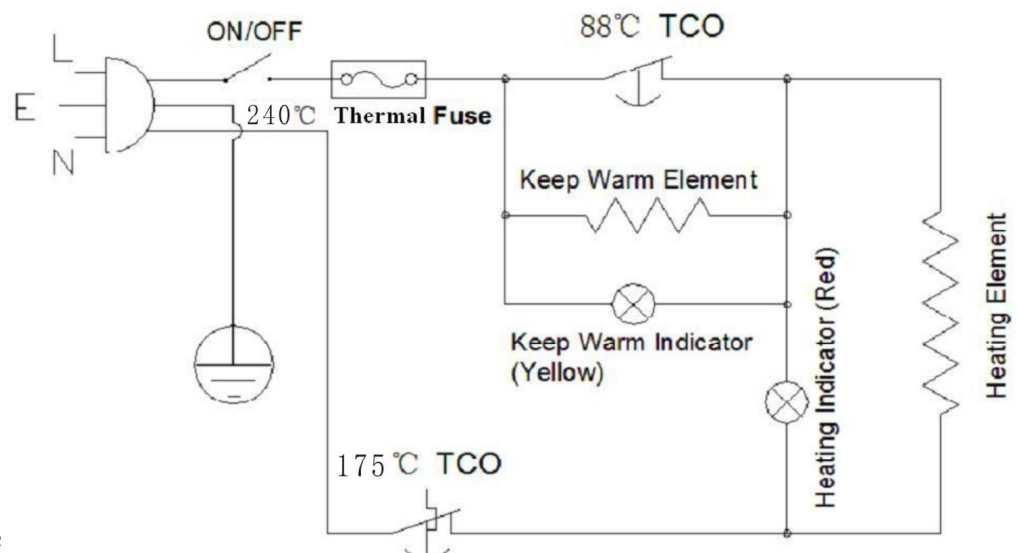 ON/OFF
88℃ TCO
L
E
N
240℃ Thermal Fuse
Keep Warm Element
Keep Warm Indicator
(Yellow)
Heating Indicator (Red)
Heating Element
175℃ TCO